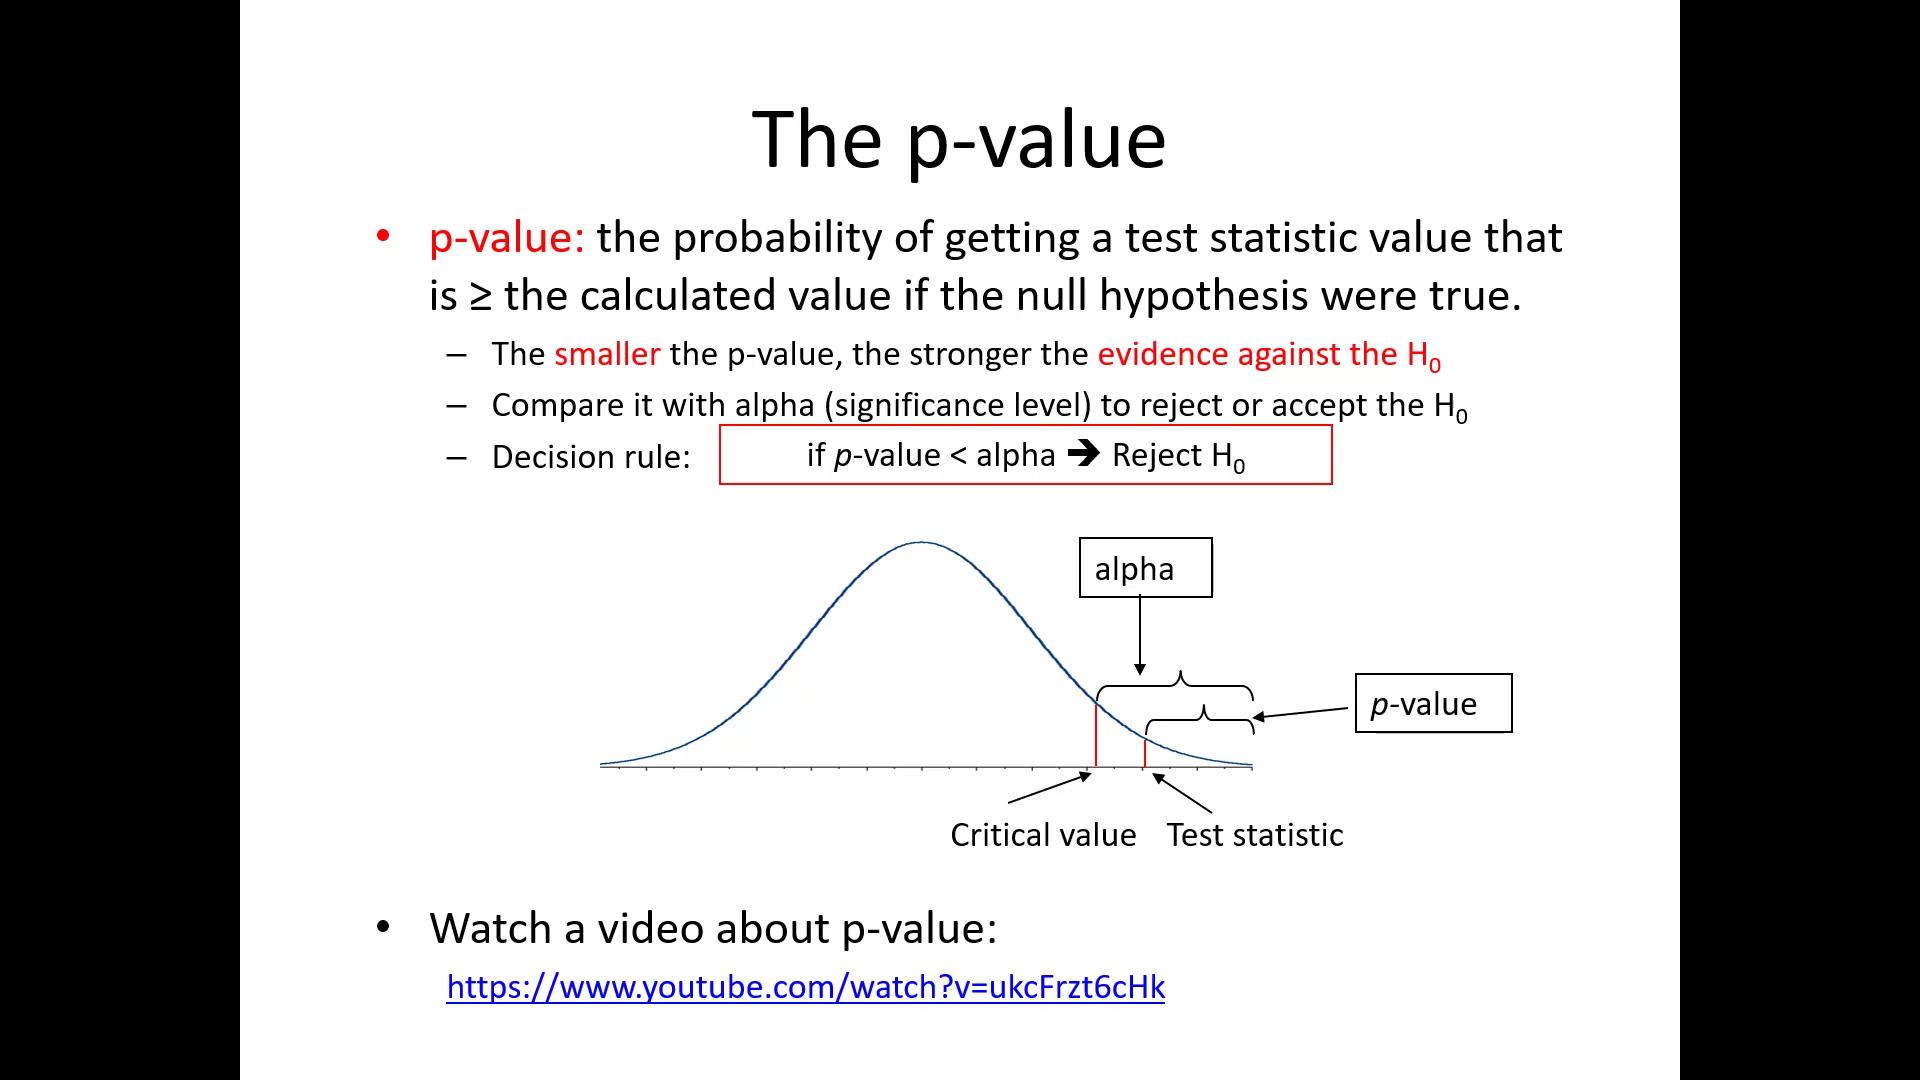 The p-value
• p-value: the probability of getting a test statistic value that
is ≥ the calculated value if the null hypothesis were true.
– The smaller the p-value, the stronger the evidence against the H₀
– Compare it with alpha (significance level) to reject or accept the H₀
– Decision rule: if p-value < alpha 🡺 Reject H₀
alpha
p-value
Critical value Test statistic
• Watch a video about p-value:
https://www.youtube.com/watch?v=ukcFrzt6cHk